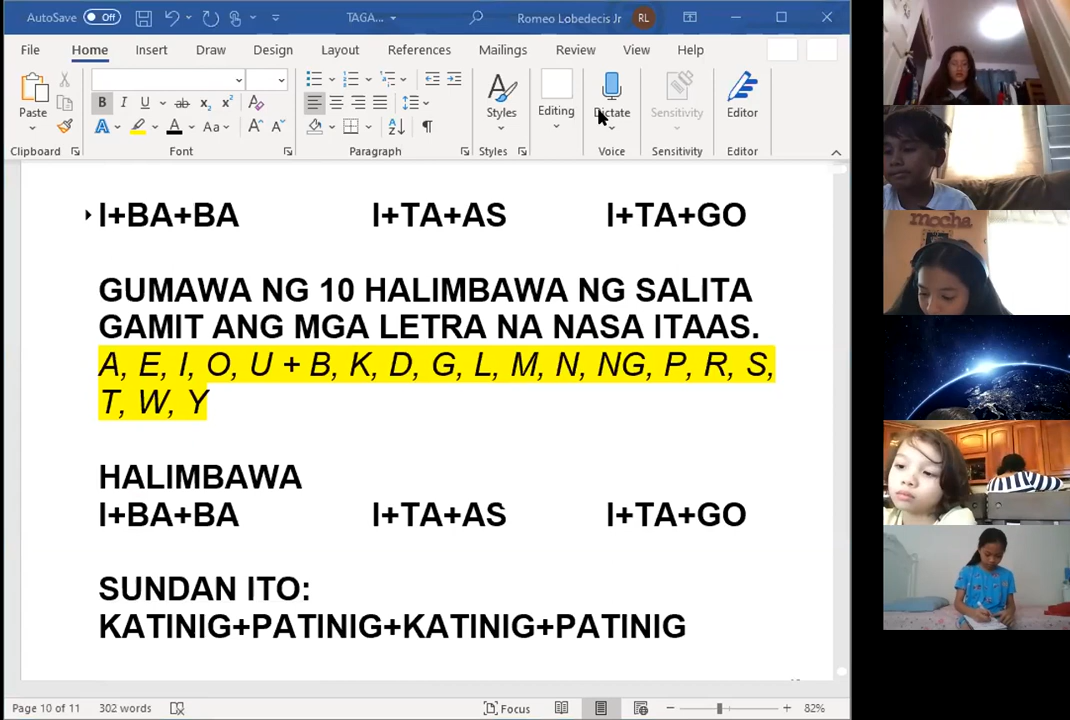 AutoSave Off TAGA... Romeo Lobedecis Jr RL
File Home Insert Draw Design Layout References Mailings Review View Help
Paste Styles Editing Dictate Sensitivity Editor
Clipboard Font Paragraph Styles Voice Sensitivity Editor
I+BA+BA I+TA+AS I+TA+GO
GUMAWA NG 10 HALIMBAWA NG SALITA
GAMIT ANG MGA LETRA NA NASA ITAAS.
A, E, I, O, U + B, K, D, G, L, M, N, NG, P, R, S,
T, W, Y
HALIMBAWA
I+BA+BA I+TA+AS I+TA+GO
SUNDAN ITO:
KATINIG+PATINIG+KATINIG+PATINIG
Page 10 of 11 302 words Focus 82%
mocha